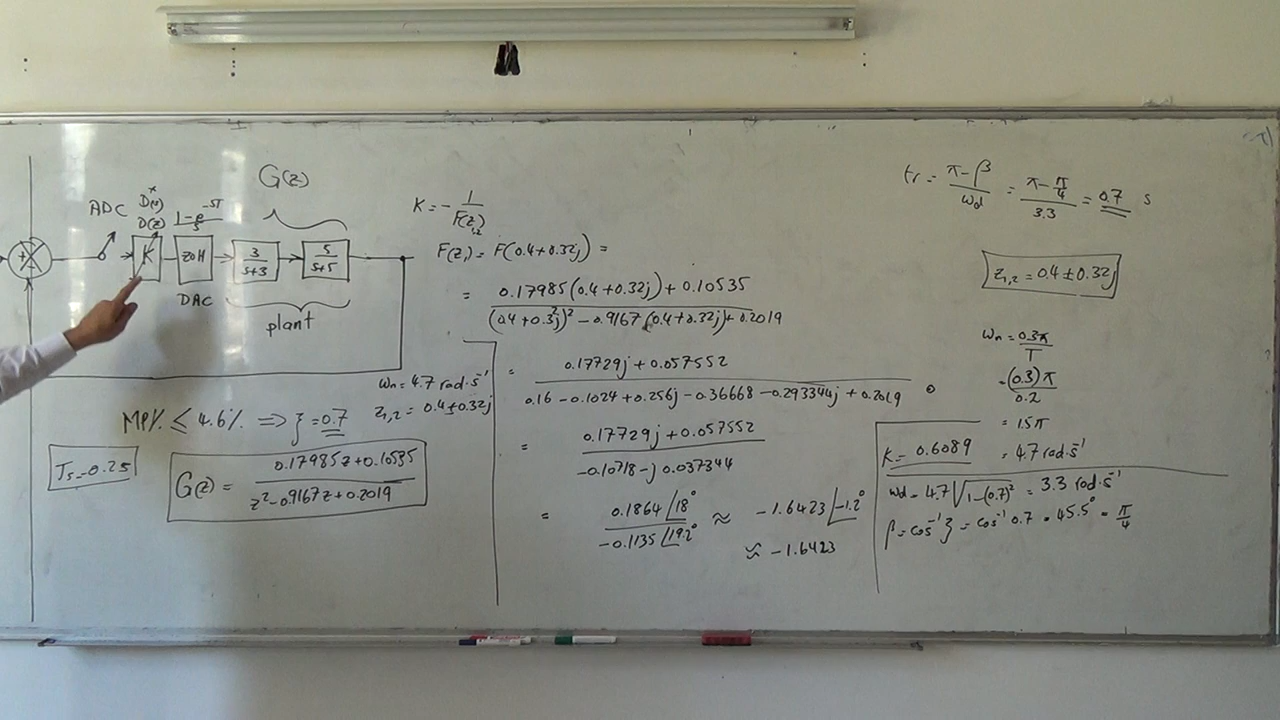 G(z)
ADC
D*(s)
D(z)
1-e^-sT / s
K
ZOH
3 / s+3
5 / s+5
DAC
plant
ωn = 4.7 rad·s⁻¹
z₁,₂ = 0.4 ± 0.32j
MP% ≤ 4.6% ⇒ ξ = 0.7
Ts = 0.2s
G(z) = 0.17985z + 0.10535 / z² - 0.9167z + 0.2019
K = - 1 / F(z₁,₂)
F(z₁) = F(0.4+0.32j) =
= 0.17985(0.4+0.32j) + 0.10535 / (0.4+0.32j)² - 0.9167(0.4+0.32j) + 0.2019
= 0.17729j + 0.057552 / 0.16 - 0.1024 + 0.256j - 0.36668 - 0.293344j + 0.2019
= 0.17729j + 0.057552 / -0.10718 - j 0.037344
= 0.1864 ∠18° / -0.1135 ∠19.2° ≈ -1.6423 ∠-1.2°
≈ -1.6423
tr = π-β / ωd = π - π/4 / 3.3 = 0.7 s
z₁,₂ = 0.4 ± 0.32j
ωn = 0.3π / T
= (0.3)π / 0.2
= 1.5π
= 4.7 rad·s⁻¹
K = 0.6089
ωd = 4.7 √1-(0.7)² = 3.3 rad·s⁻¹
β = cos⁻¹ ξ = cos⁻¹ 0.7 = 45.5° = π/4